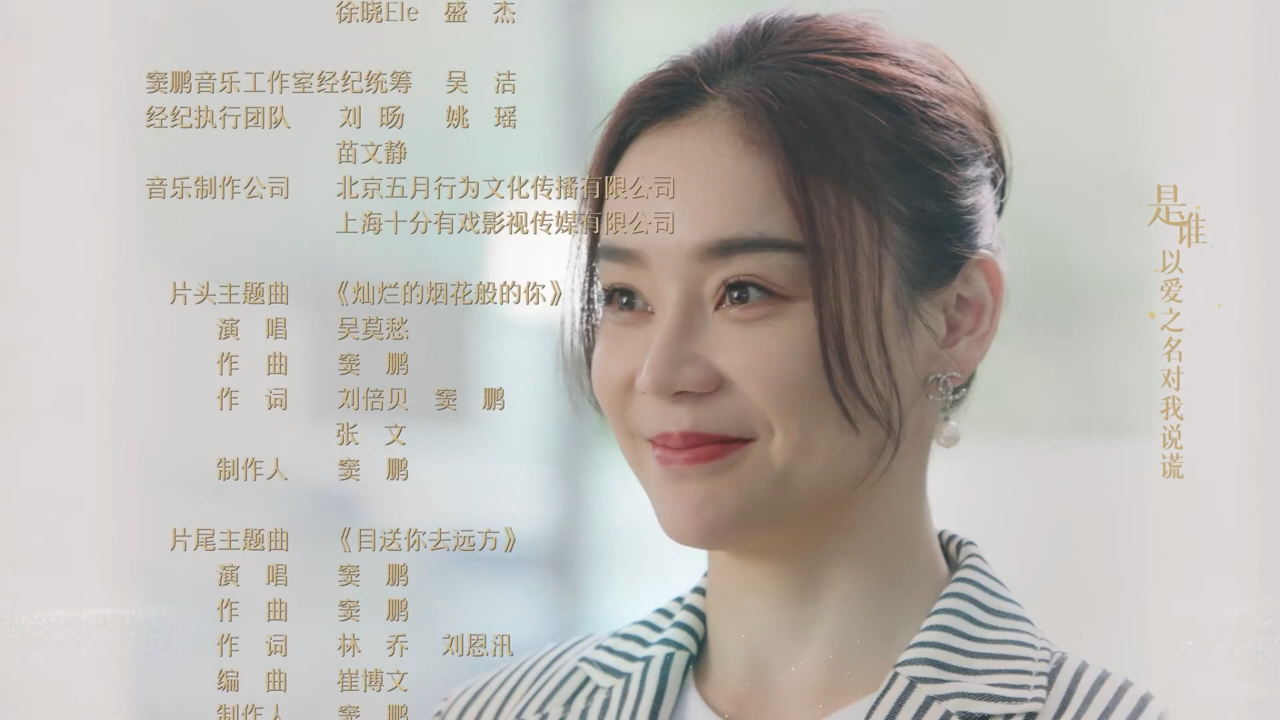 徐晓Ele 盛 杰
窦鹏音乐工作室经纪统筹 吴 洁
经纪执行团队 刘 旸 姚 瑶
苗文静
音乐制作公司 北京五月行为文化传播有限公司
上海十分有戏影视传媒有限公司
片头主题曲 《灿烂的烟花般的你》
演 唱 吴莫愁
作 曲 窦 鹏
作 词 刘倍贝 窦 鹏
张 文
制作人 窦 鹏
片尾主题曲 《目送你去远方》
演 唱 窦 鹏
作 曲 窦 鹏
作 词 林 乔 刘恩汛
编 曲 崔博文
制作人 窦 鹏
是谁
以爱之名对我说谎